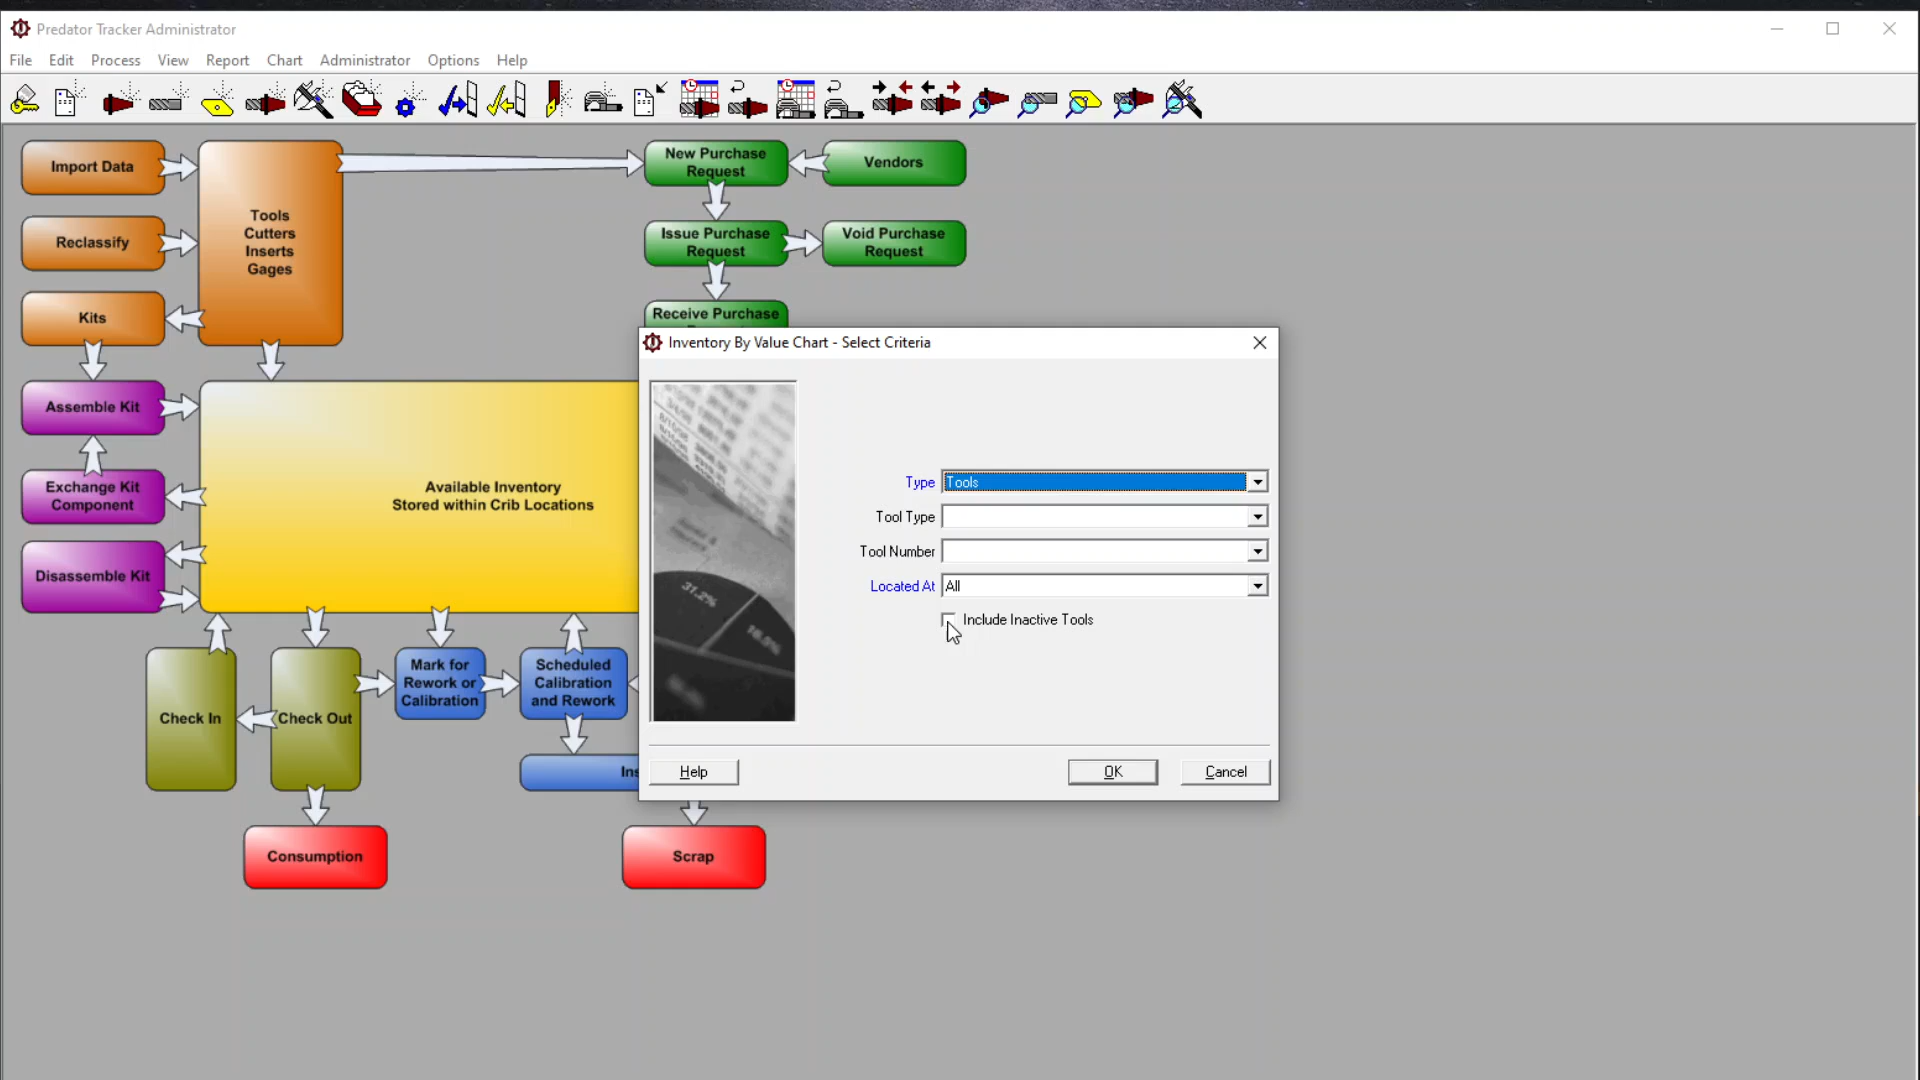 Predator Tracker Administrator
File Edit Process View Report Chart Administrator Options Help
Import Data
Reclassify
Kits
Tools
Cutters
Inserts
Gages
New Purchase
Request
Vendors
Issue Purchase
Request
Void Purchase
Request
Receive Purchase
Assemble Kit
Exchange Kit
Component
Disassemble Kit
Available Inventory
Stored within Crib Locations
Check In
Check Out
Mark for
Rework or
Calibration
Scheduled
Calibration
and Rework
Ins
Consumption
Scrap
Inventory By Value Chart - Select Criteria
31.2%
Type Tools
Tool Type
Tool Number
Located At All
Include Inactive Tools
Help OK Cancel